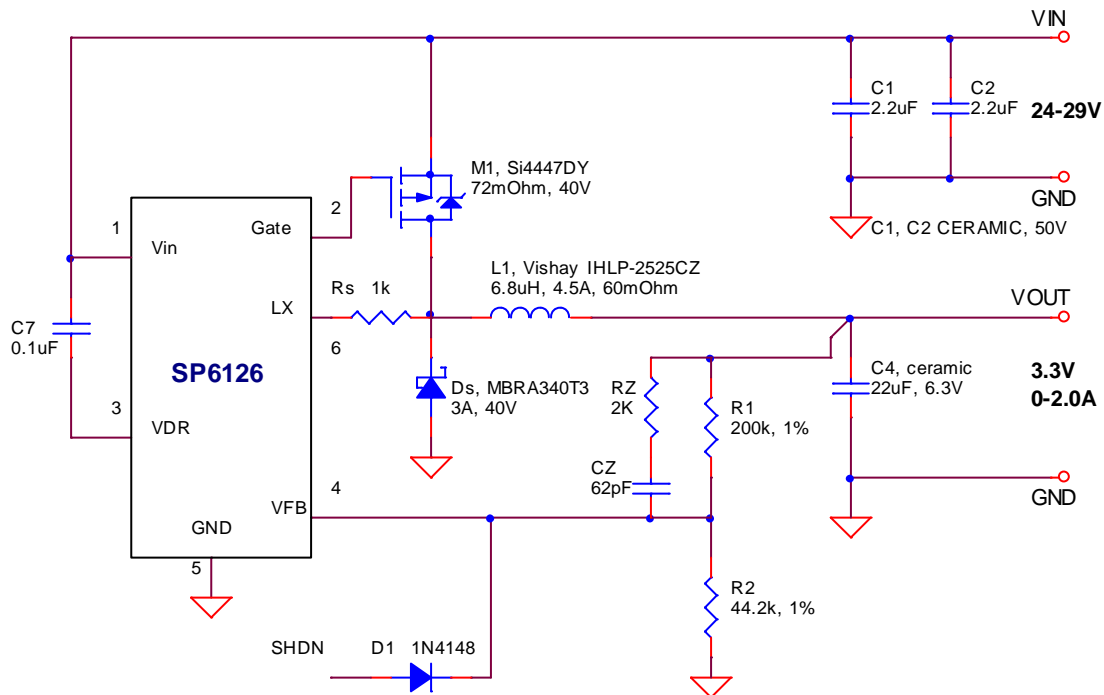 VIN
C1
2.2uF
C2
2.2uF
24-29V
M1, Si4447DY
72mOhm, 40V
GND
C1, C2 CERAMIC, 50V
1
Vin
2
Gate
L1, Vishay IHLP-2525CZ
6.8uH, 4.5A, 60mOhm
Rs 1k
LX
VOUT
C7
0.1uF
6
SP6126
Ds, MBRA340T3
3A, 40V
C4, ceramic
22uF, 6.3V
3.3V
0-2.0A
RZ
2K
R1
200k, 1%
3
VDR
CZ
62pF
4
VFB
GND
GND
5
R2
44.2k, 1%
SHDN
D1 1N4148